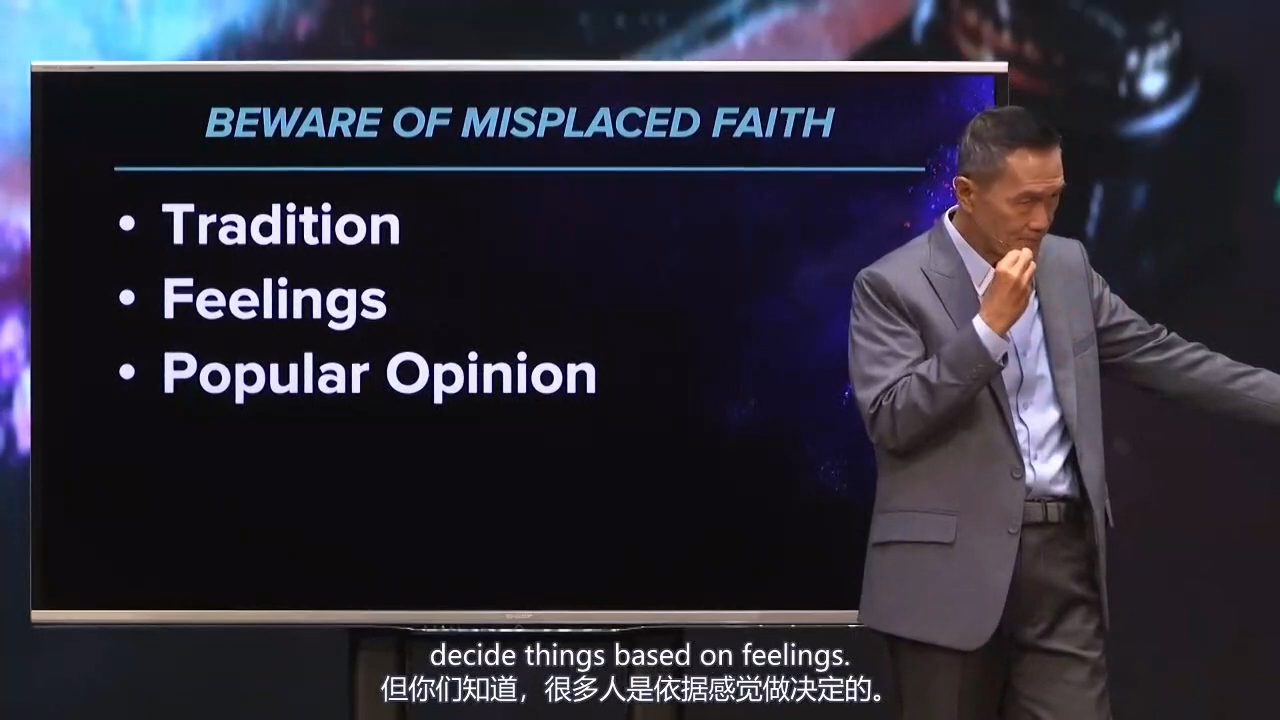 BEWARE OF MISPLACED FAITH
• Tradition
• Feelings
• Popular Opinion
decide things based on feelings.
但你们知道，很多人是依据感觉做决定的。